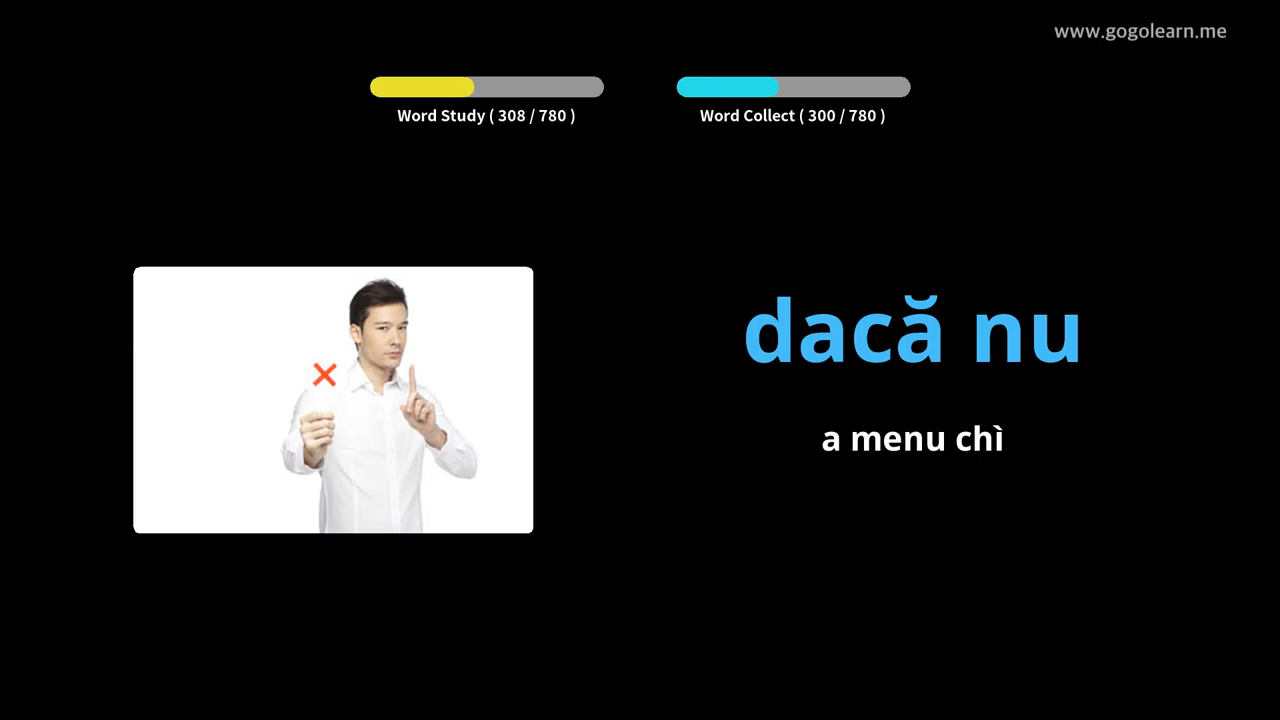 www.gogolearn.me
Word Study ( 308 / 780 )
Word Collect ( 300 / 780 )
dacă nu
a menu chì